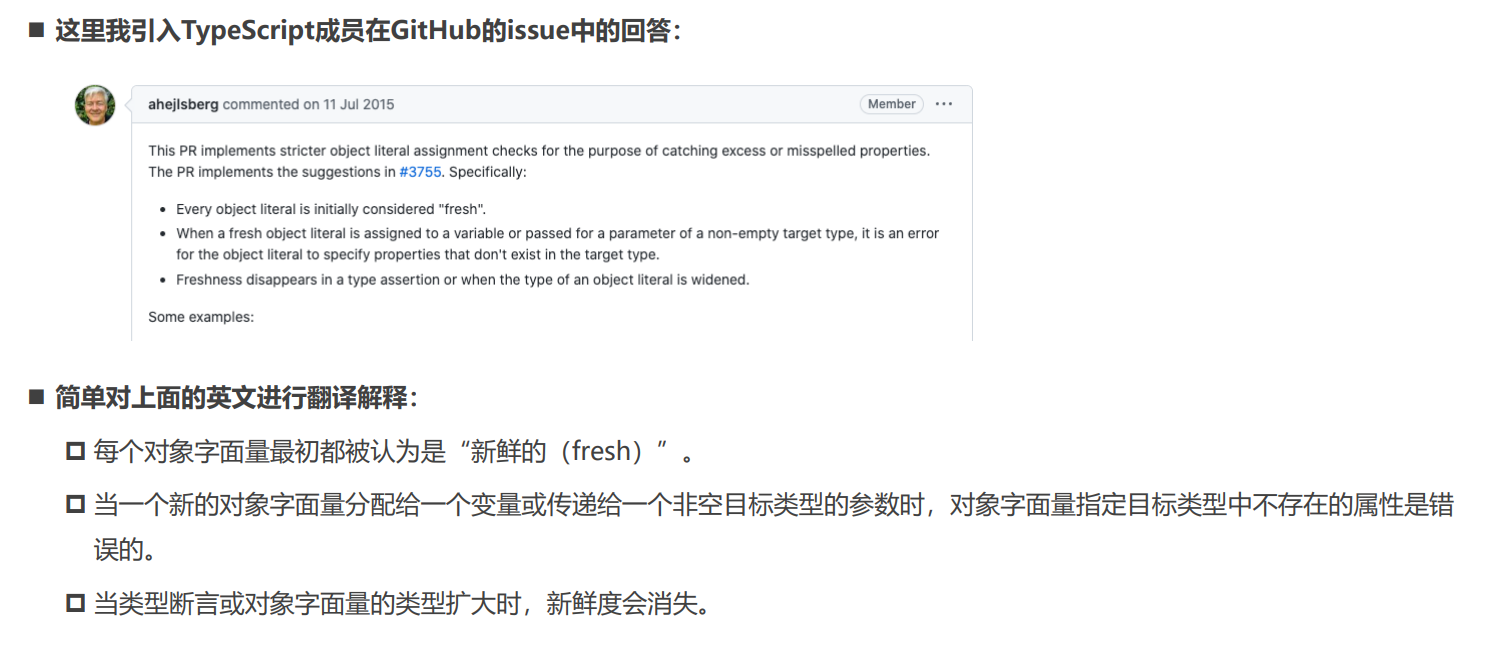 这里我引入TypeScript成员在GitHub的issue中的回答：
ahejlsberg commented on 11 Jul 2015
Member ···
This PR implements stricter object literal assignment checks for the purpose of catching excess or misspelled properties.
The PR implements the suggestions in #3755. Specifically:
• Every object literal is initially considered "fresh".
• When a fresh object literal is assigned to a variable or passed for a parameter of a non-empty target type, it is an error
for the object literal to specify properties that don't exist in the target type.
• Freshness disappears in a type assertion or when the type of an object literal is widened.
Some examples:
简单对上面的英文进行翻译解释：
每个对象字面量最初都被认为是“新鲜的（fresh）”。
当一个新的对象字面量分配给一个变量或传递给一个非空目标类型的参数时，对象字面量指定目标类型中不存在的属性是错
误的。
当类型断言或对象字面量的类型扩大时，新鲜度会消失。